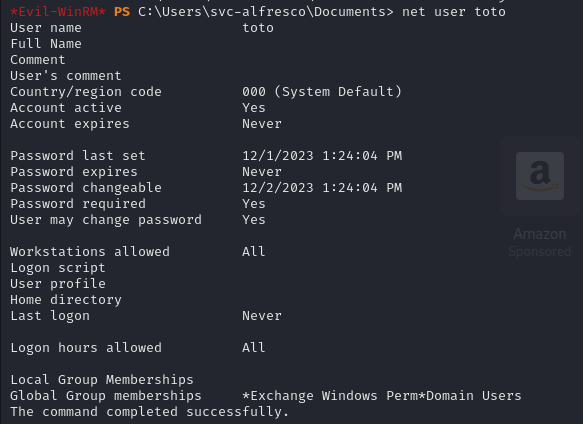 *Evil-WinRM* PS C:\Users\svc-alfresco\Documents> net user toto
User name                    toto
Full Name
Comment
User's comment
Country/region code          000 (System Default)
Account active               Yes
Account expires              Never
Password last set            12/1/2023 1:24:04 PM
Password expires             Never
Password changeable          12/2/2023 1:24:04 PM
Password required            Yes
User may change password     Yes
Workstations allowed         All
Logon script
User profile
Home directory
Last logon                   Never
Logon hours allowed          All
Local Group Memberships
Global Group memberships     *Exchange Windows Perm*Domain Users
The command completed successfully.
a
Amazon
Sponsored